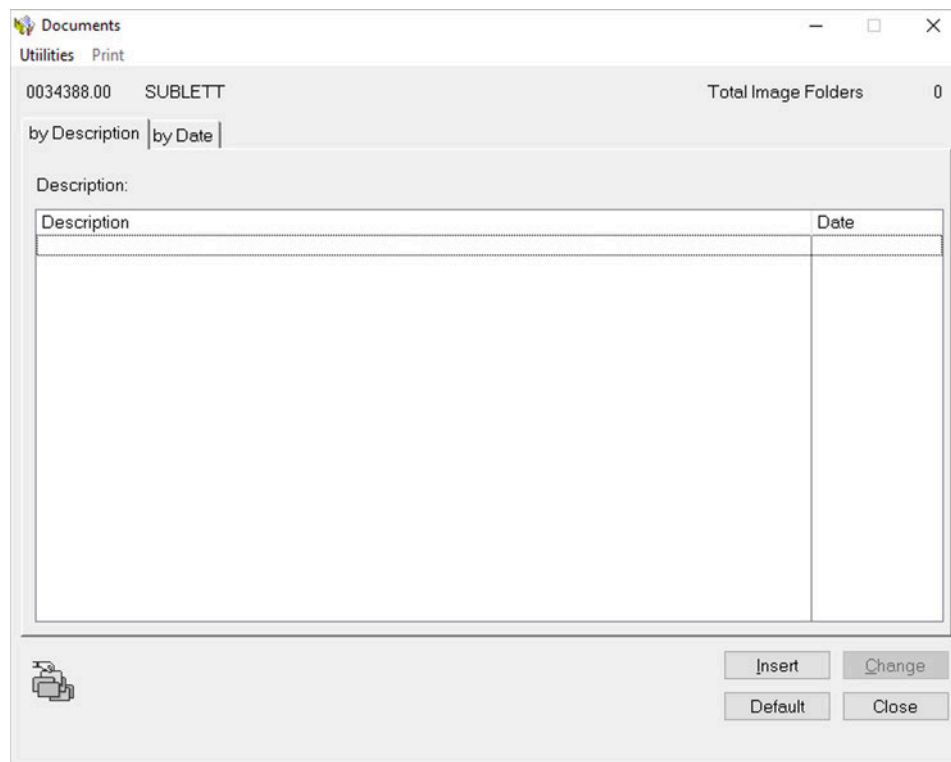 Documents
Utiilities Print
0034388.00 SUBLETT Total Image Folders 0
by Description by Date
Description:
Description Date
Insert Change
Default Close